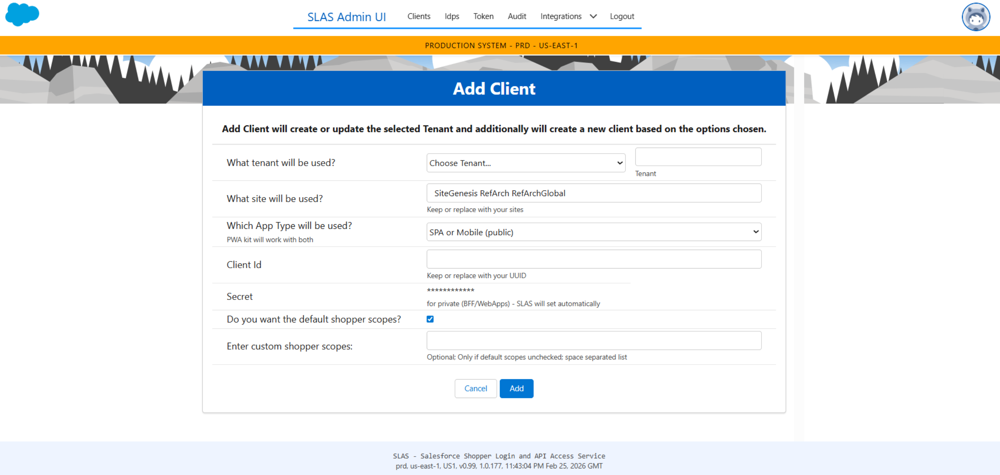 SLAS Admin UI Clients Idps Token Audit Integrations Logout
PRODUCTION SYSTEM - PRD - US-EAST-1
Add Client
Add Client will create or update the selected Tenant and additionally will create a new client based on the options chosen.
What tenant will be used? Choose Tenant...
Tenant
What site will be used? SiteGenesis RefArch RefArchGlobal
Keep or replace with your sites
Which App Type will be used? SPA or Mobile (public)
PWA kit will work with both
Client Id
Keep or replace with your UUID
Secret ************
for private (BFF/WebApps) - SLAS will set automatically
Do you want the default shopper scopes?
Enter custom shopper scopes:
Optional; Only if default scopes unchecked; space separated list
Cancel Add
SLAS - Salesforce Shopper Login and API Access Service
prd, us-east-1, US1, v0.99, 1.0.177, 11:43:04 PM Feb 25, 2026 GMT